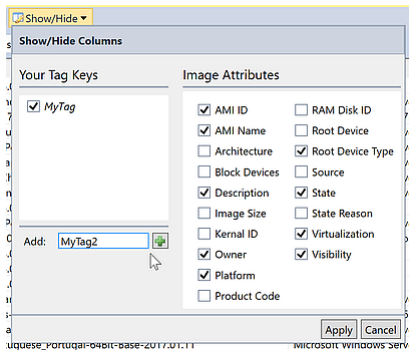 Show/Hide
Show/Hide Columns
Your Tag Keys
MyTag
Add: MyTag2
Image Attributes
AMI ID
AMI Name
Architecture
Block Devices
Description
Image Size
Kernal ID
Owner
Platform
Product Code
RAM Disk ID
Root Device
Root Device Type
Source
State
State Reason
Virtualization
Visibility
Apply Cancel
uguese_Portugal-64Bit-Base-2017.01.11 Microsoft Windows Serv